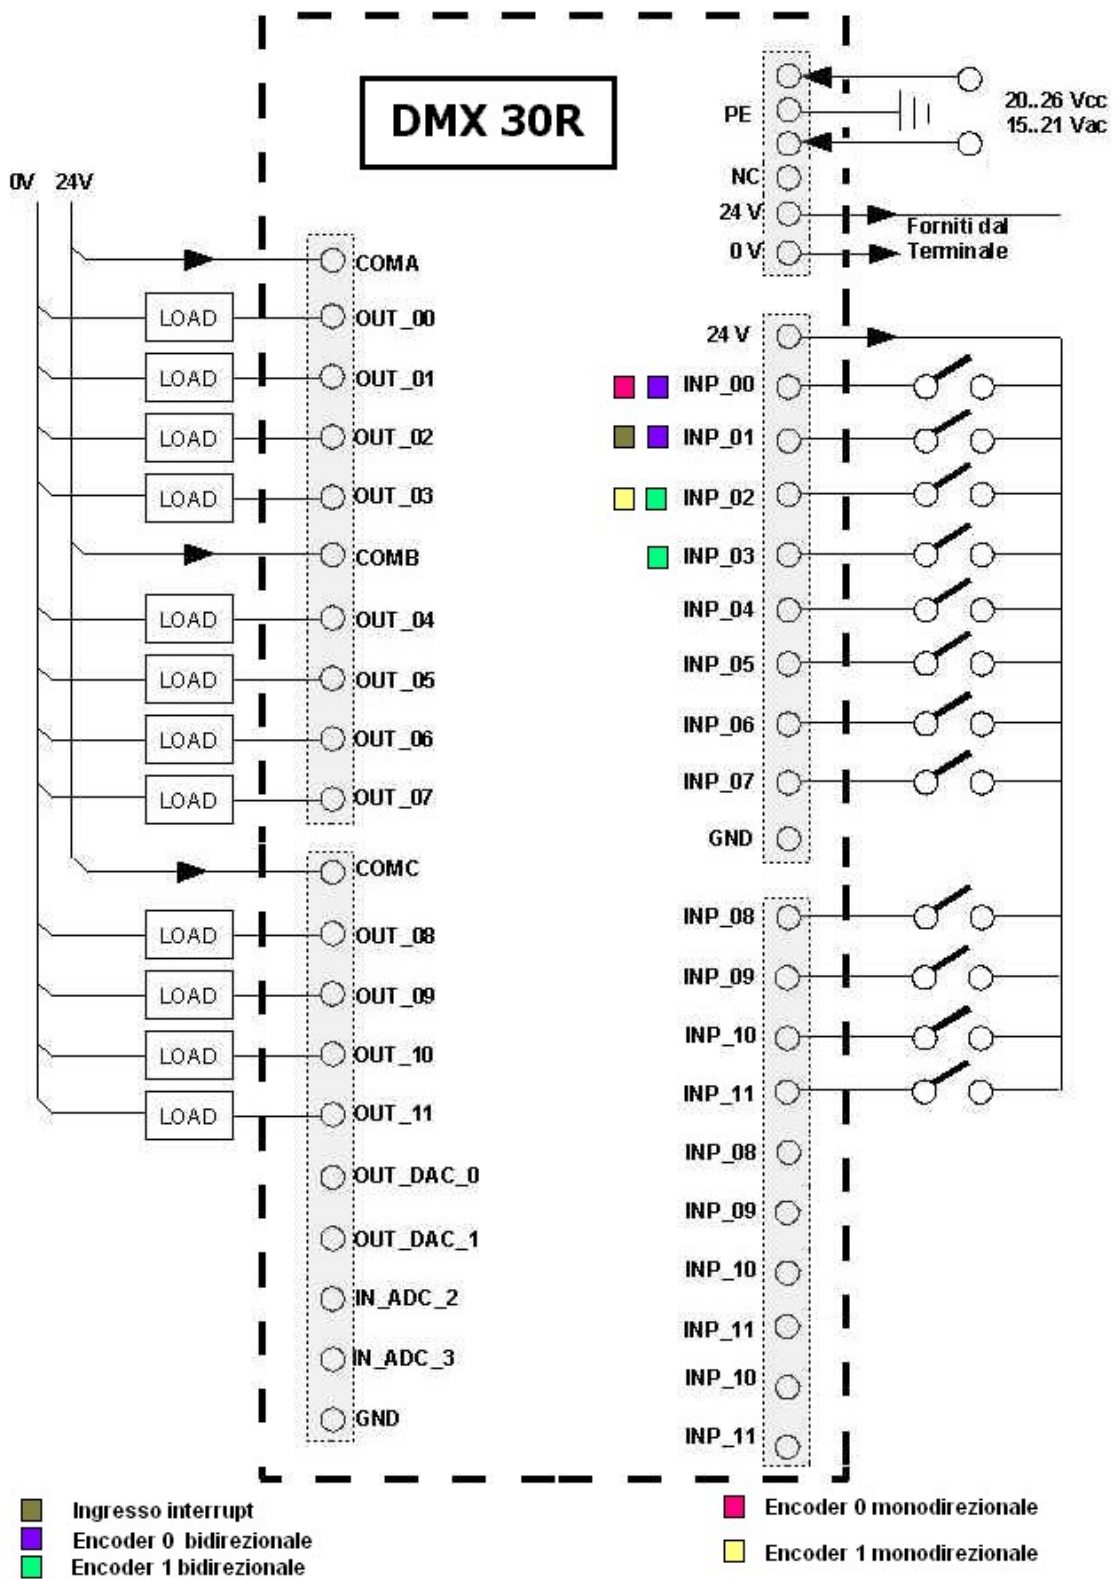 DMX 30R
0V 24V
COMA
LOAD OUT_00
LOAD OUT_01
LOAD OUT_02
LOAD OUT_03
COMB
LOAD OUT_04
LOAD OUT_05
LOAD OUT_06
LOAD OUT_07
COMC
LOAD OUT_08
LOAD OUT_09
LOAD OUT_10
LOAD OUT_11
OUT_DAC_0
OUT_DAC_1
IN_ADC_2
IN_ADC_3
GND
20..26 Vcc
PE 15..21 Vac
NC
24 V
0 V
Forniti dal
Terminale
24 V
INP_00
INP_01
INP_02
INP_03
INP_04
INP_05
INP_06
INP_07
GND
INP_08
INP_09
INP_10
INP_11
INP_08
INP_09
INP_10
INP_11
INP_10
INP_11
Ingresso interrupt
Encoder 0 bidirezionale
Encoder 1 bidirezionale
Encoder 0 monodirezionale
Encoder 1 monodirezionale